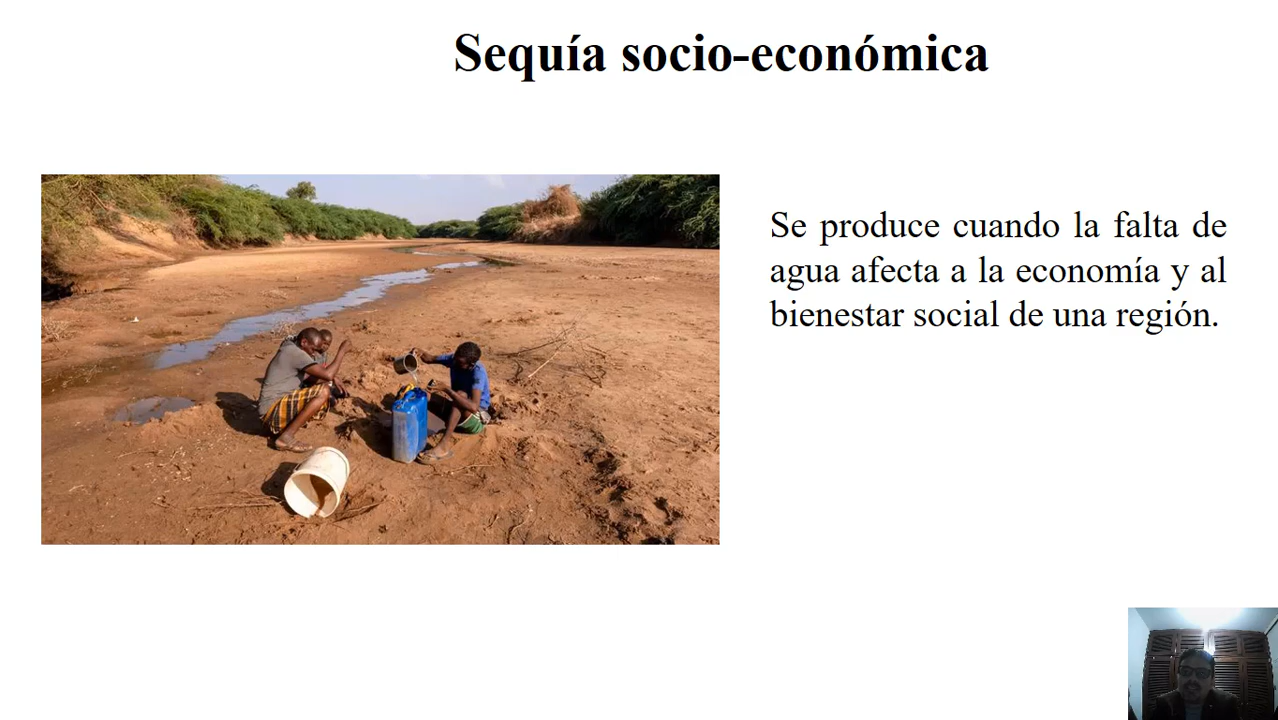 Sequía socio-económica
Se produce cuando la falta de
agua afecta a la economía y al
bienestar social de una región.